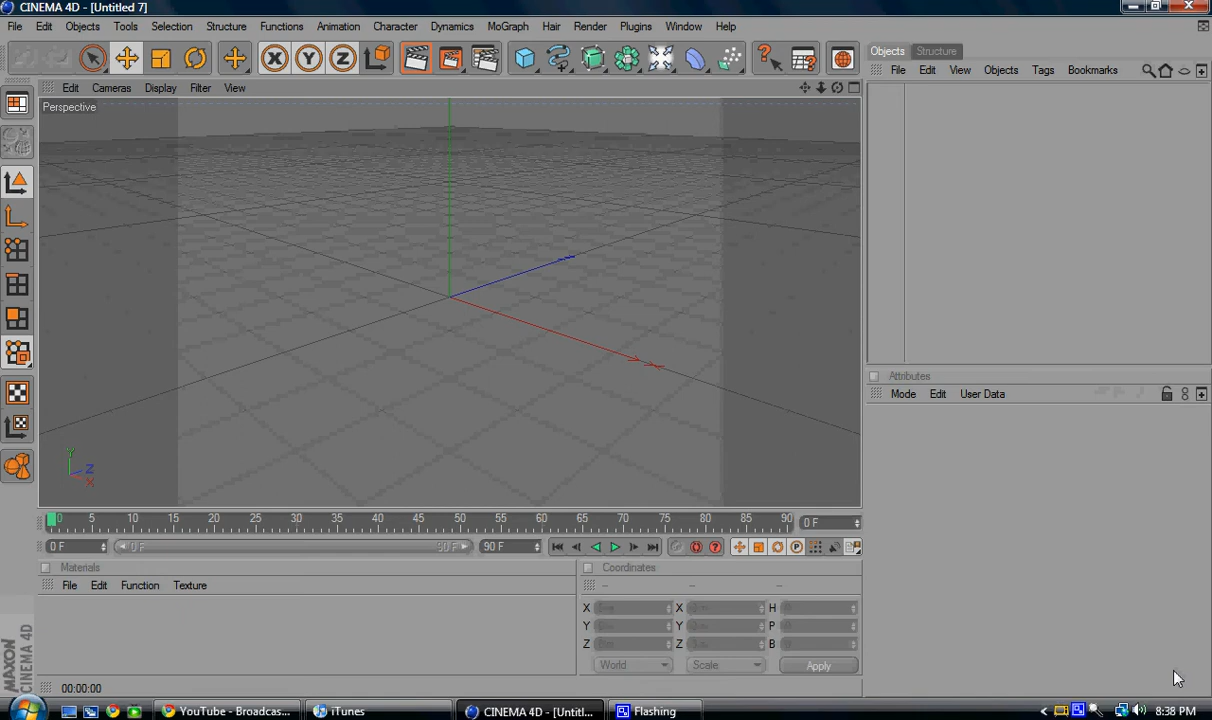 CINEMA 4D - [Untitled 7]
File Edit Objects Tools Selection Structure Functions Animation Character Dynamics MoGraph Hair Render Plugins Window Help
X Y Z
Objects Structure
File Edit View Objects Tags Bookmarks
Edit Cameras Display Filter View
Perspective
Y
Z
X
Attributes
Mode Edit User Data
0 5 10 15 20 25 30 35 40 45 50 55 60 65 70 75 80 85 90
0 F
0 F 0 F 90 F 90 F
P
Materials
File Edit Function Texture
Coordinates
X X H
Y Y P
Z Z B
World Scale Apply
MAXON
CINEMA 4D
00:00:00
YouTube - Broadcas...
iTunes
CINEMA 4D - [Untitl...
Flashing
8:38 PM